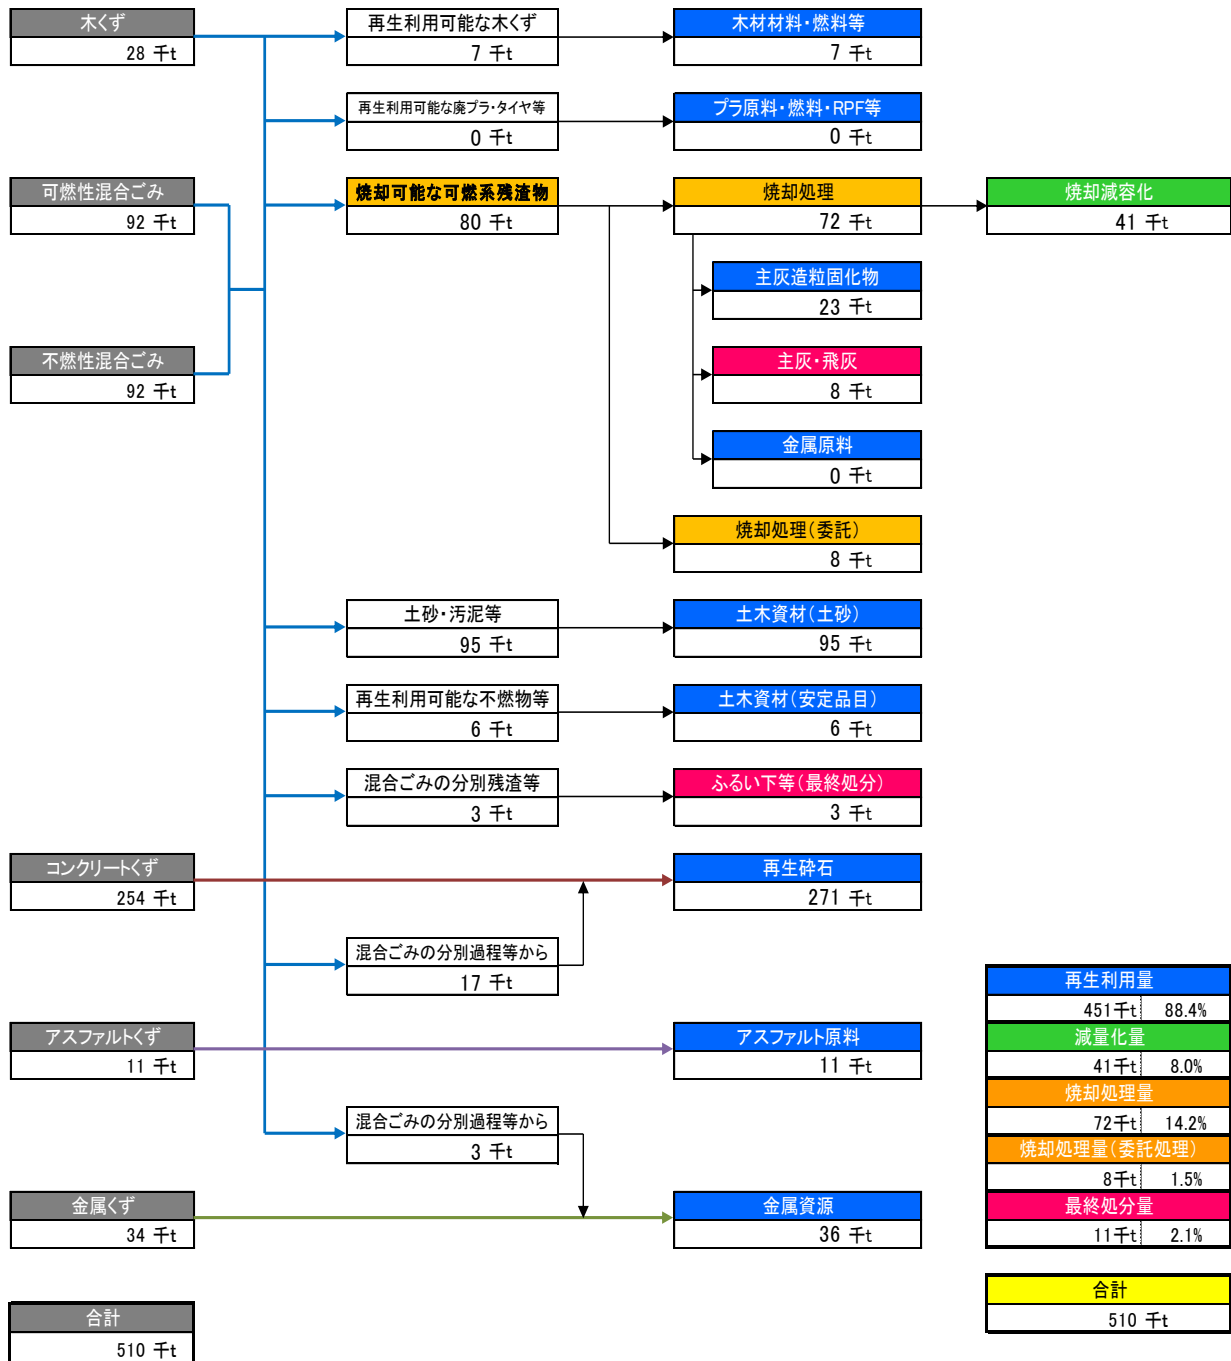 木くず
28 千t
再生利用可能な木くず
7 千t
木材材料・燃料等
7 千t
再生利用可能な廃プラ・タイヤ等
0 千t
プラ原料・燃料・RPF等
0 千t
可燃性混合ごみ
92 千t
焼却可能な可燃系残渣物
80 千t
焼却処理
72 千t
焼却減容化
41 千t
主灰造粒固化物
23 千t
不燃性混合ごみ
92 千t
主灰・飛灰
8 千t
金属原料
0 千t
焼却処理(委託)
8 千t
土砂・汚泥等
95 千t
土木資材(土砂)
95 千t
再生利用可能な不燃物等
6 千t
土木資材(安定品目)
6 千t
混合ごみの分別残渣等
3 千t
ふるい下等(最終処分)
3 千t
コンクリートくず
254 千t
再生砕石
271 千t
混合ごみの分別過程等から
17 千t
アスファルトくず
11 千t
アスファルト原料
11 千t
混合ごみの分別過程等から
3 千t
金属くず
34 千t
金属資源
36 千t
再生利用量
451千t 88.4%
減量化量
41千t 8.0%
焼却処理量
72千t 14.2%
焼却処理量(委託処理)
8千t 1.5%
最終処分量
11千t 2.1%
合計
510 千t
合計
510 千t